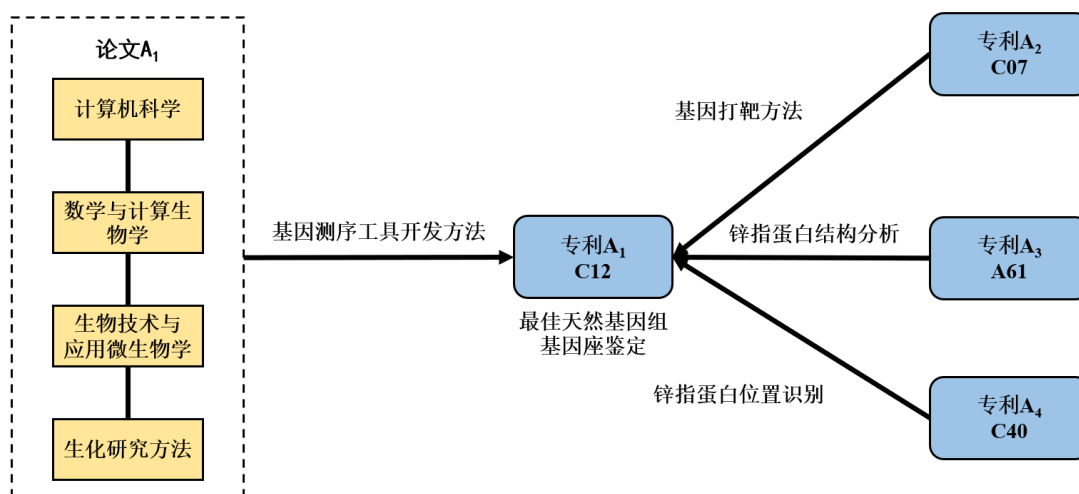 论文A₁
计算机科学
数学与计算生
物学
生物技术与
应用微生物学
生化研究方法
基因测序工具开发方法
专利A₁
C12
最佳天然基因组
基因座鉴定
基因打靶方法
锌指蛋白结构分析
锌指蛋白位置识别
专利A₂
C07
专利A₃
A61
专利A₄
C40